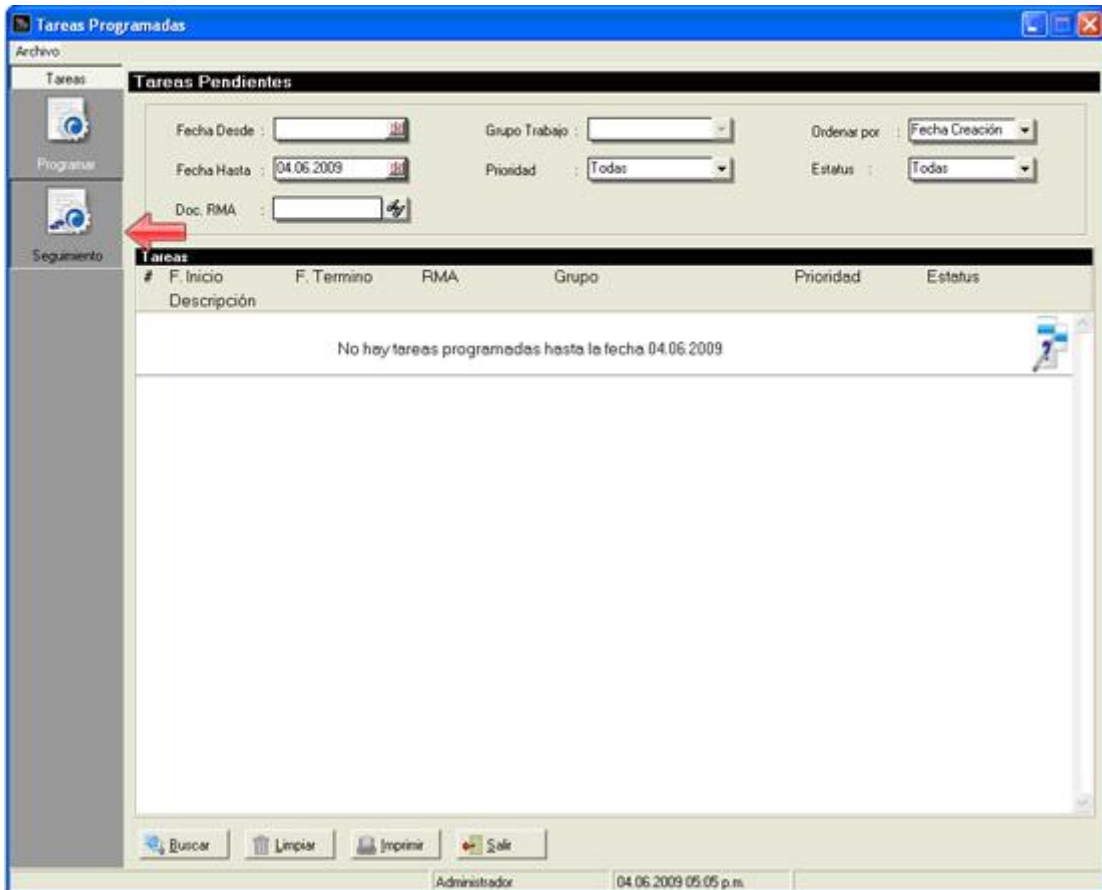 Tareas Programadas
Archivo
Tareas
Programar
Seguimiento
Tareas Pendientes
Fecha Desde :
Grupo Trabajo :
Ordenar por : Fecha Creación
Fecha Hasta : 04.06.2009
Prioridad : Todas
Estatus : Todas
Doc. RMA :
Tareas
# F. Inicio F. Termino RMA Grupo Prioridad Estatus
Descripción
No hay tareas programadas hasta la fecha 04.06.2009
Buscar Limpiar Imprimir Salir
Administrador 04.06.2009 05:05 p.m.